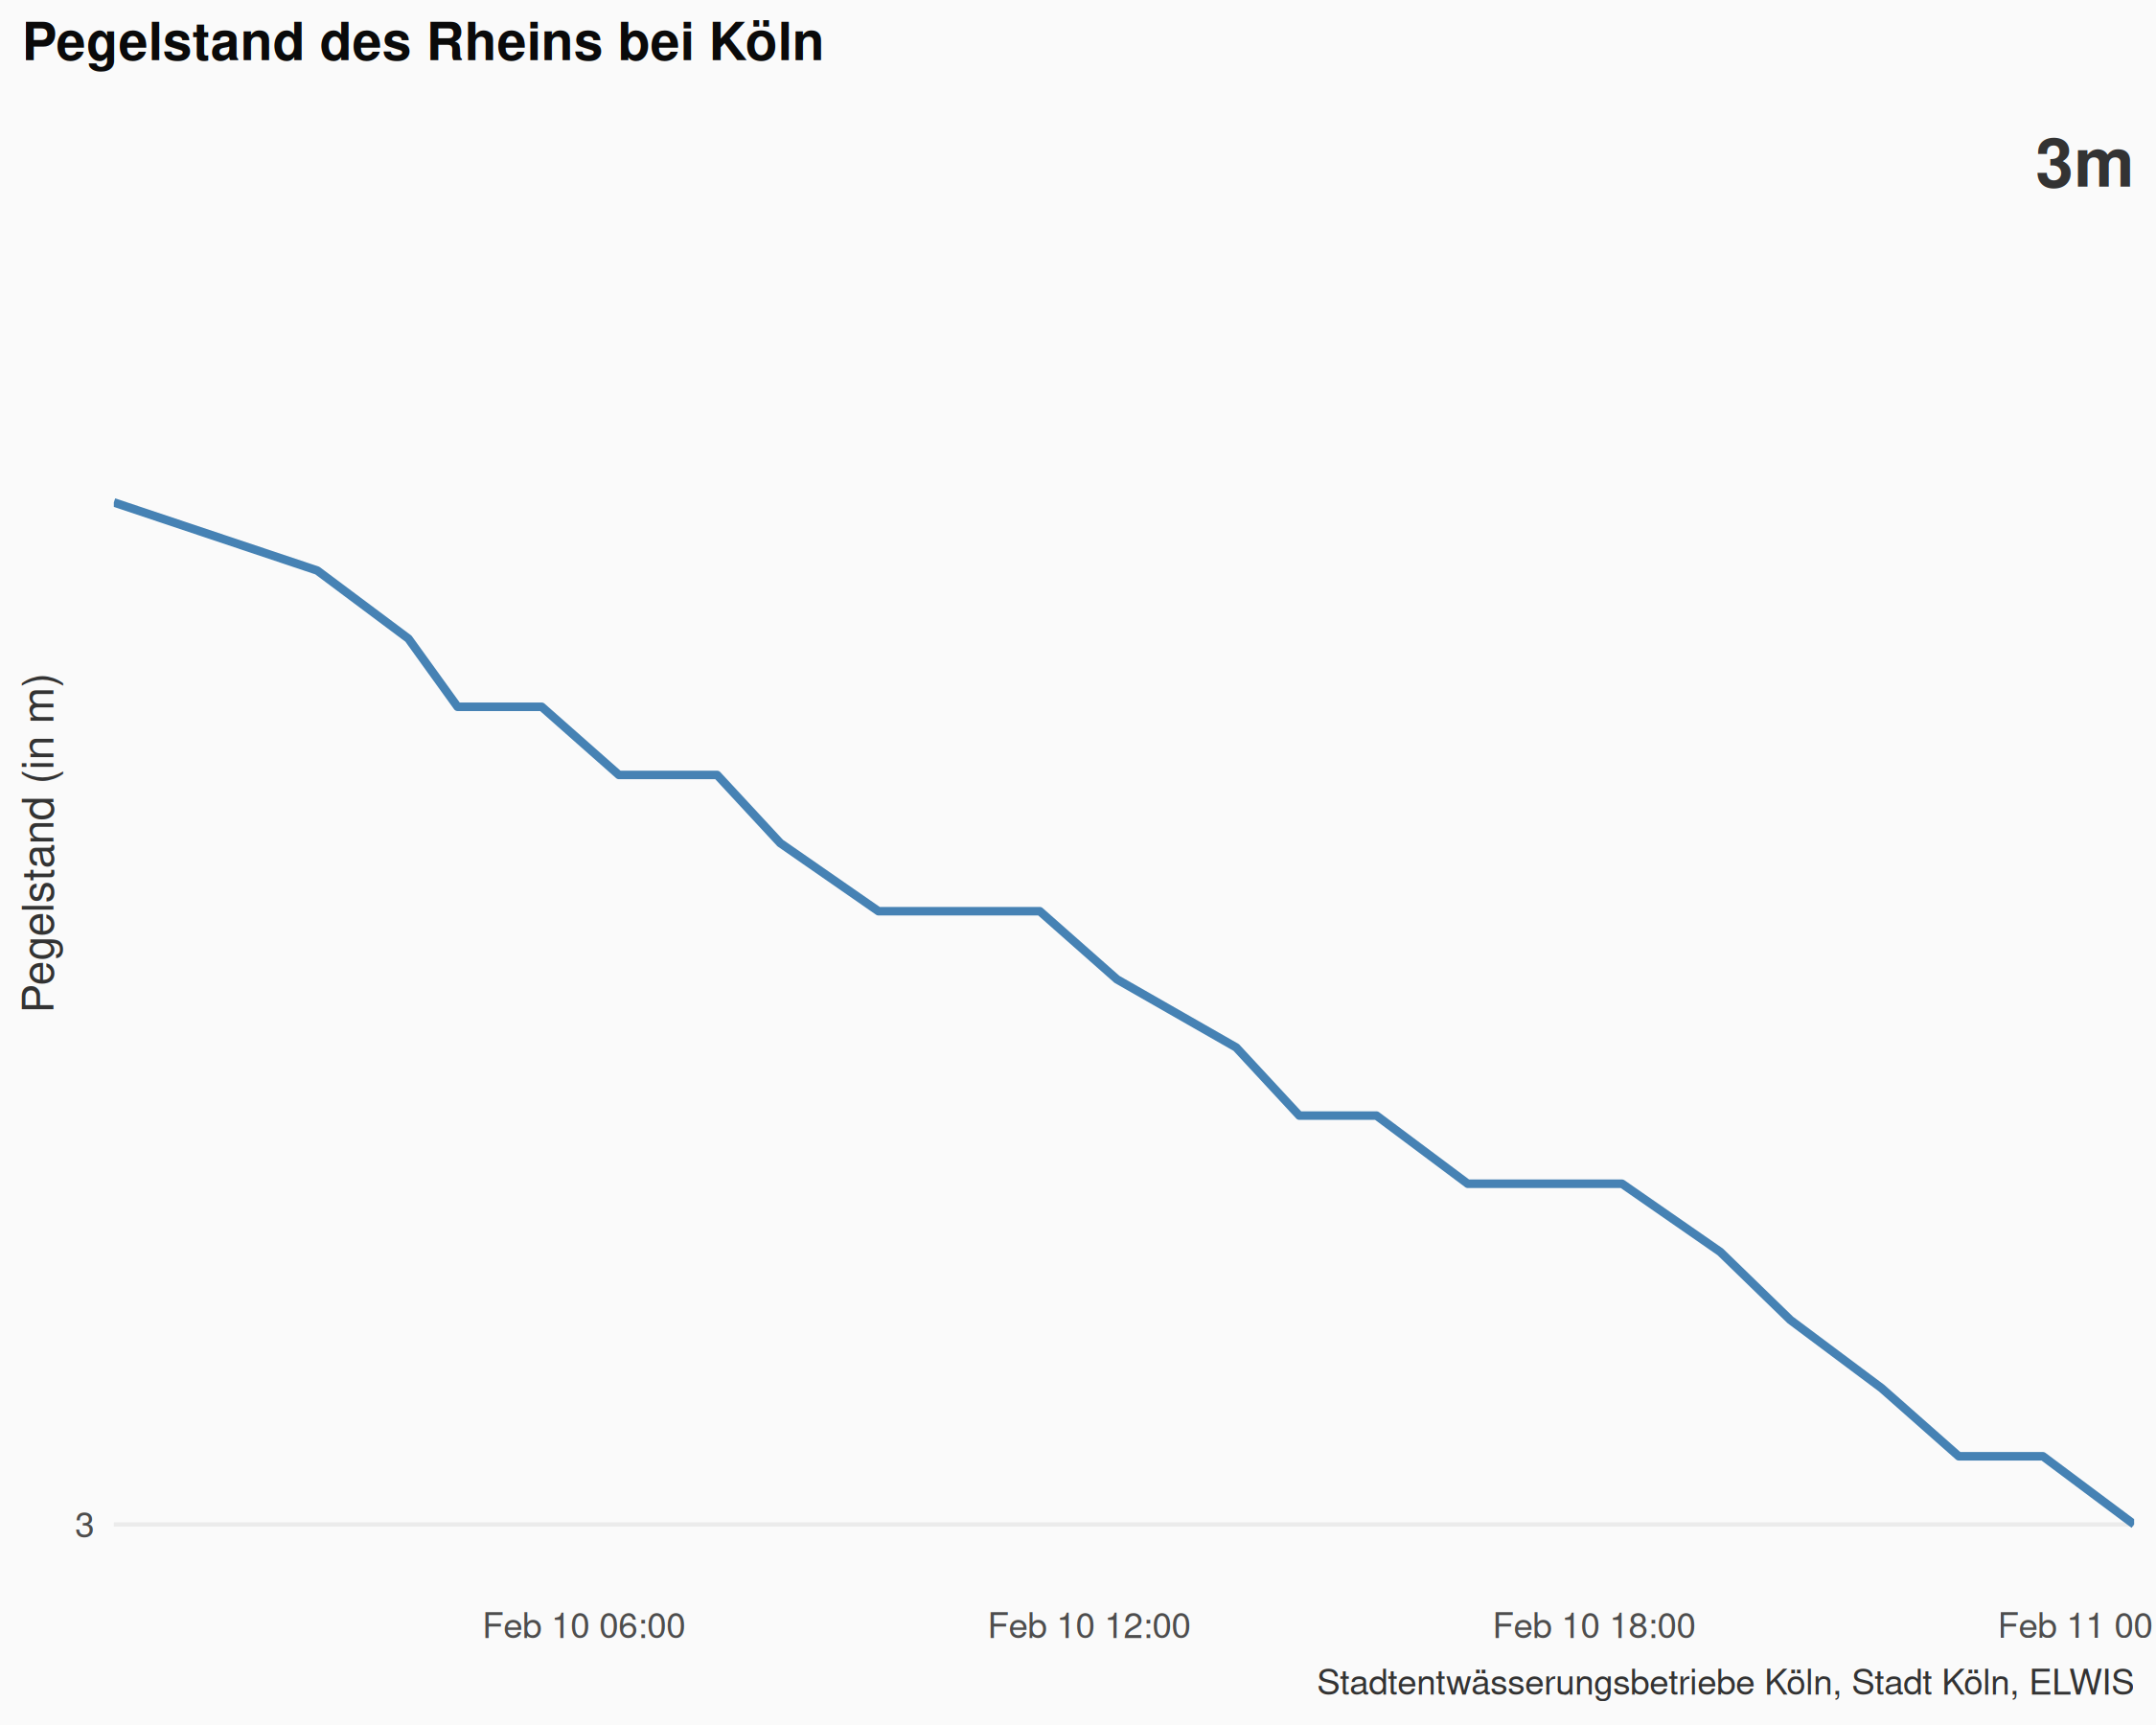 Pegelstand des Rheins bei Köln
3m
Pegelstand (in m)
3
Feb 10 06:00
Feb 10 12:00
Feb 10 18:00
Feb 11 00
Stadtentwässerungsbetriebe Köln, Stadt Köln, ELWIS